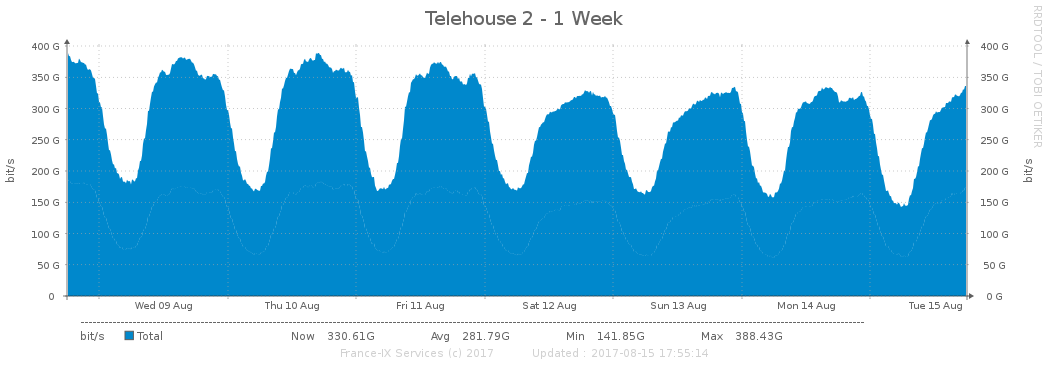 Telehouse 2 - 1 Week
RRDTOOL / TOBI OETIKER
400 G 400 G
350 G 350 G
300 G 300 G
250 G 250 G
200 G 200 G
150 G 150 G
100 G 100 G
50 G 50 G
0 0 G
bit/s bit/s
Wed 09 Aug Thu 10 Aug Fri 11 Aug Sat 12 Aug Sun 13 Aug Mon 14 Aug Tue 15 Aug
bit/s Total Now 330.61G Avg 281.79G Min 141.85G Max 388.43G
France-IX Services (c) 2017 Updated : 2017-08-15 17:55:14